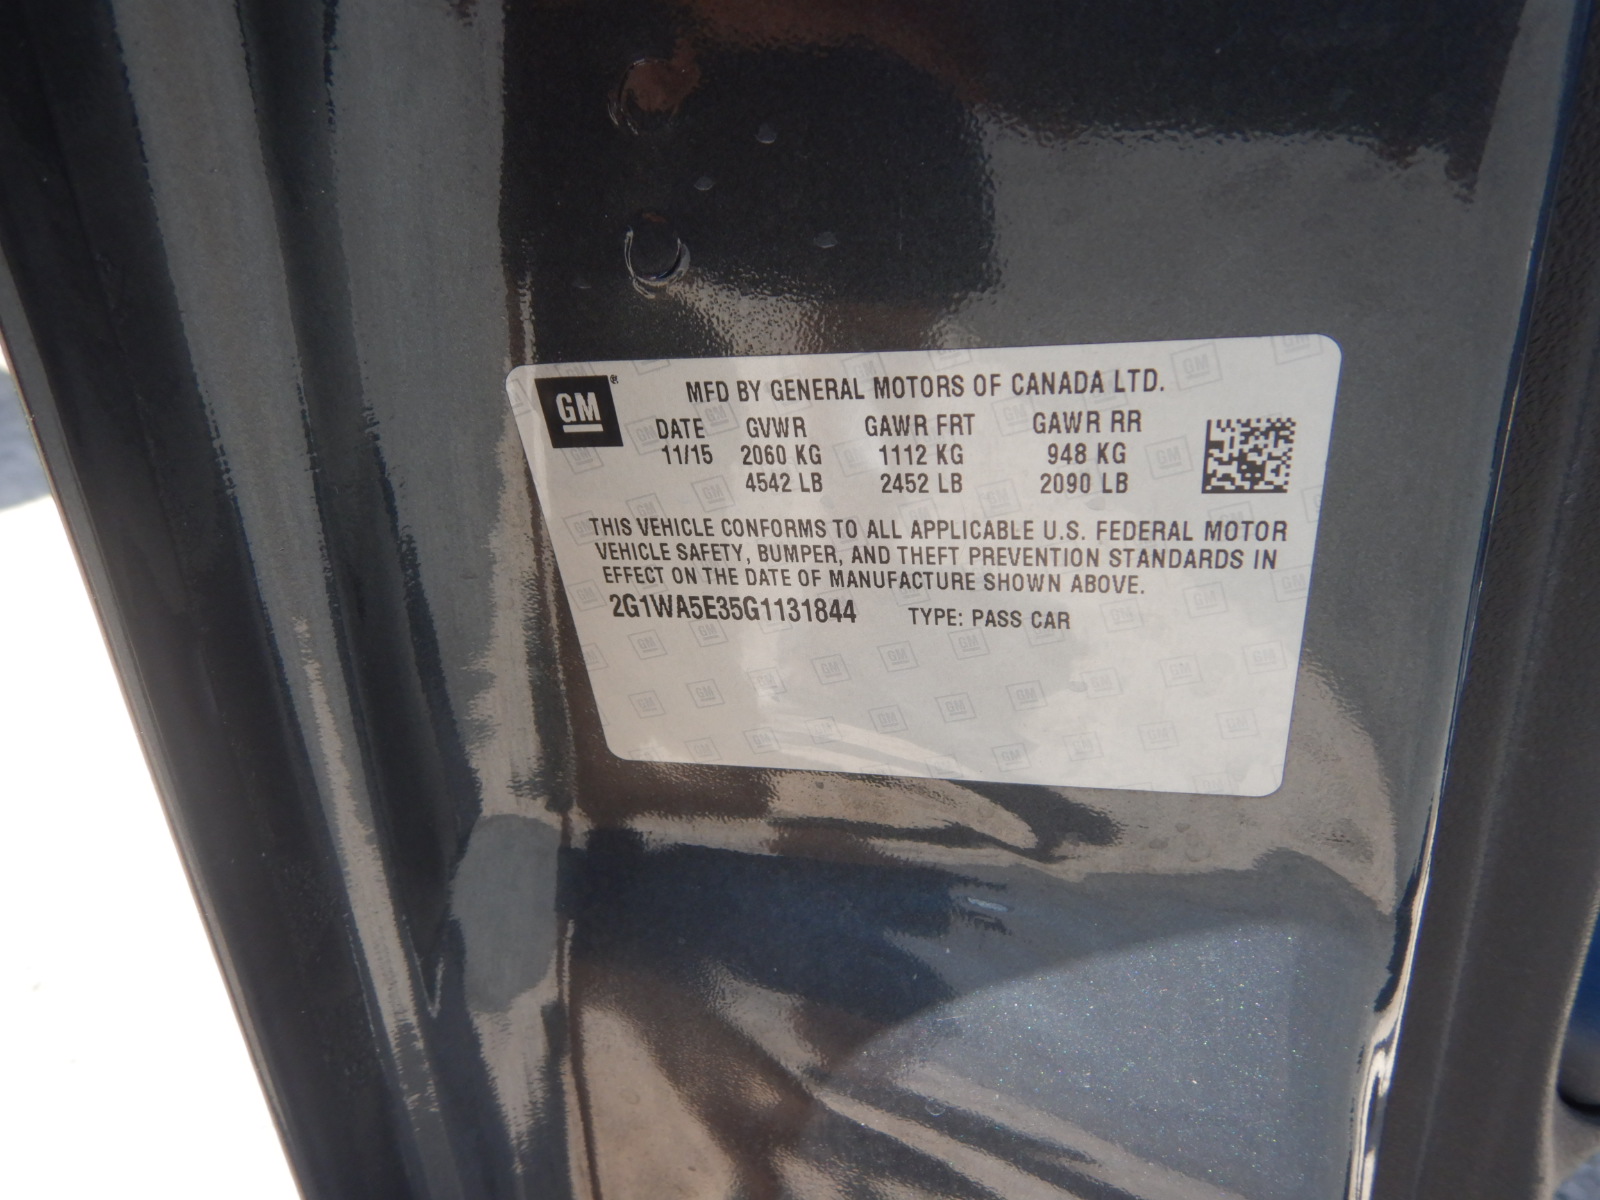 GM®
MFD BY GENERAL MOTORS OF CANADA LTD.
DATE GVWR GAWR FRT GAWR RR
11/15 2060 KG 1112 KG 948 KG
4542 LB 2452 LB 2090 LB
THIS VEHICLE CONFORMS TO ALL APPLICABLE U.S. FEDERAL MOTOR
VEHICLE SAFETY, BUMPER, AND THEFT PREVENTION STANDARDS IN
EFFECT ON THE DATE OF MANUFACTURE SHOWN ABOVE.
2G1WA5E35G1131844 TYPE: PASS CAR